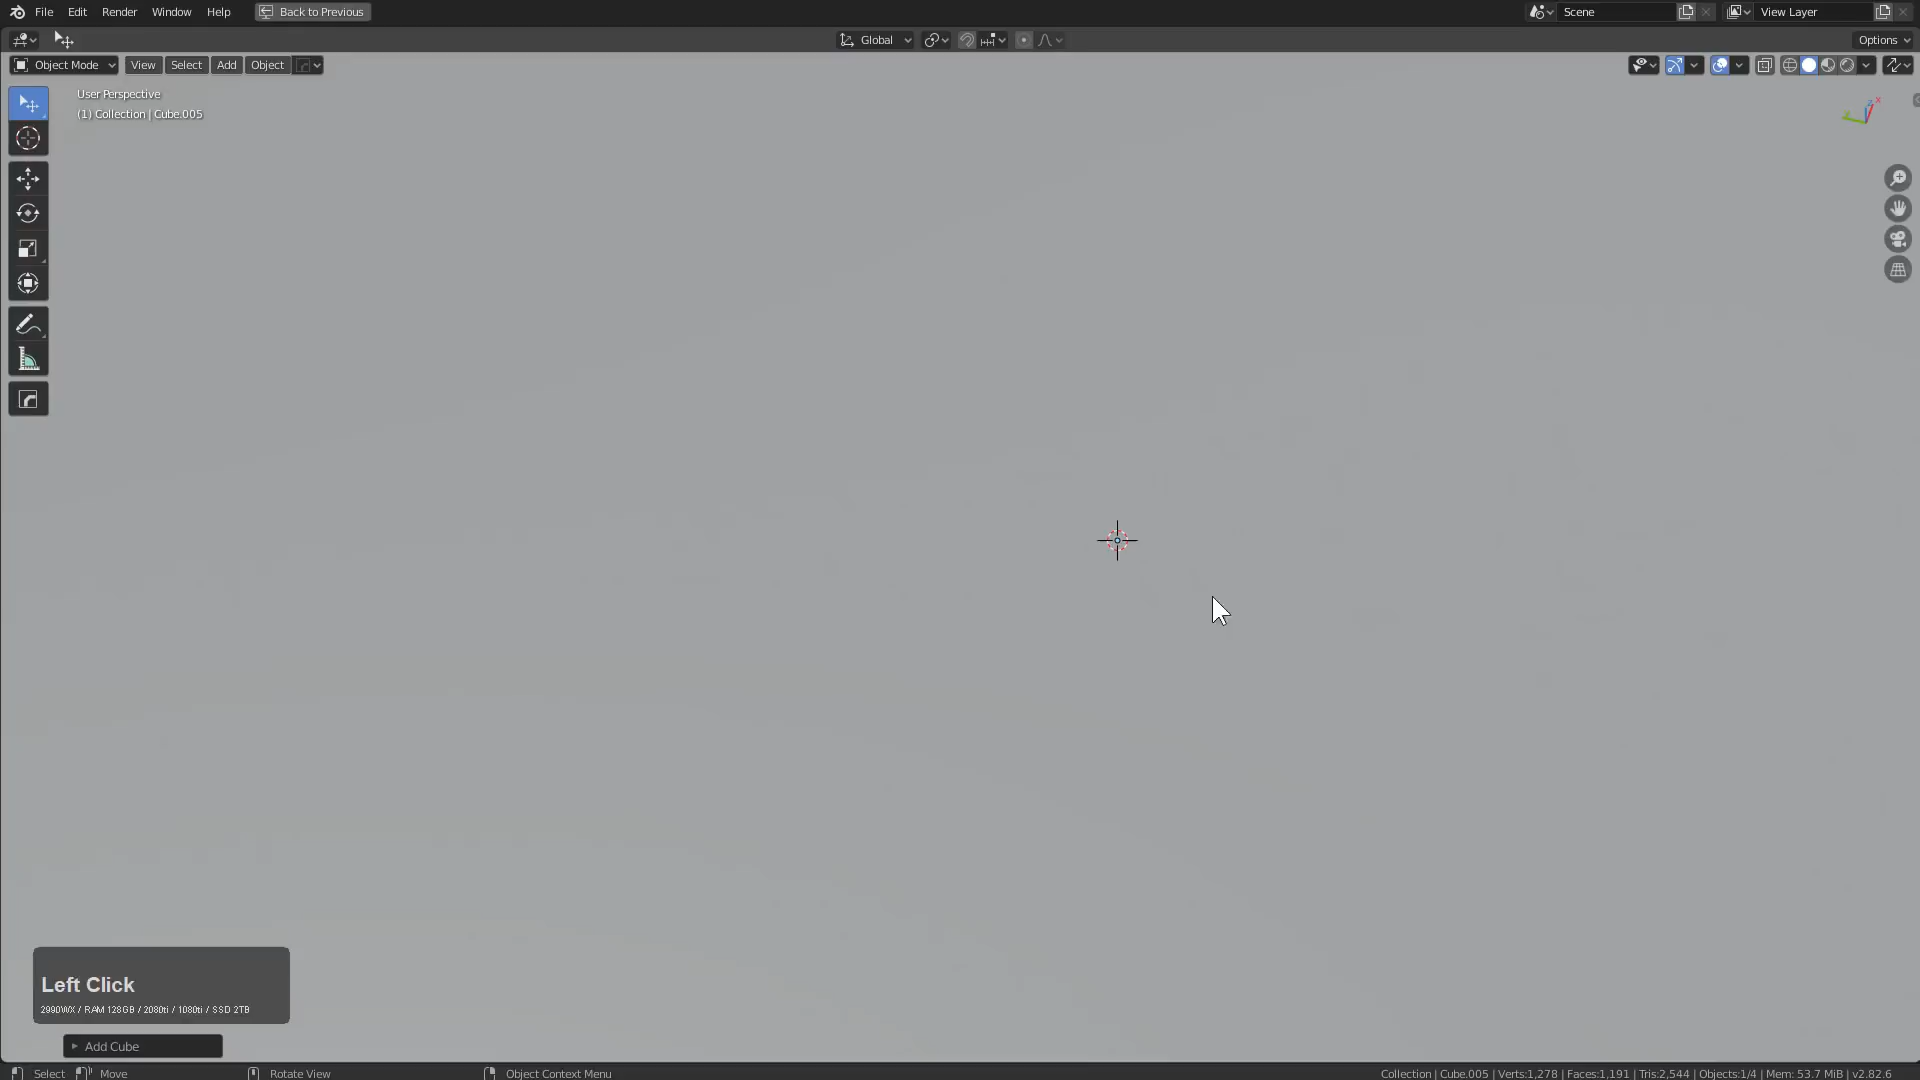 File Edit Render Window Help Back to Previous Scene View Layer
Global Options
Object Mode View Select Add Object
User Perspective
(1) Collection | Cube.005
Left Click
2990WX / RAM 128GB / 2080ti / 1080ti / SSD 2TB
Add Cube
Select Move Rotate View Object Context Menu Collection | Cube.005 | Verts:1,278 | Faces:1,191 | Tris:2,544 | Objects:1/4 | Mem: 53.7 MiB | v2.82.6